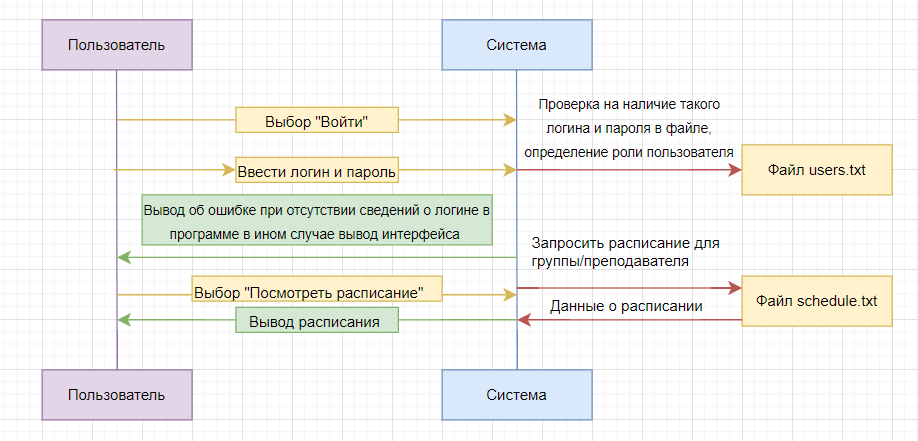 Пользователь
Система
Выбор "Войти"
Проверка на наличие такого
логина и пароля в файле,
определение роли пользователя
Ввести логин и пароль
Файл users.txt
Вывод об ошибке при отсутствии сведений о логине в
программе в ином случае вывод интерфейса
Запросить расписание для
группы/преподавателя
Выбор "Посмотреть расписание"
Файл schedule.txt
Данные о расписании
Вывод расписания
Пользователь
Система